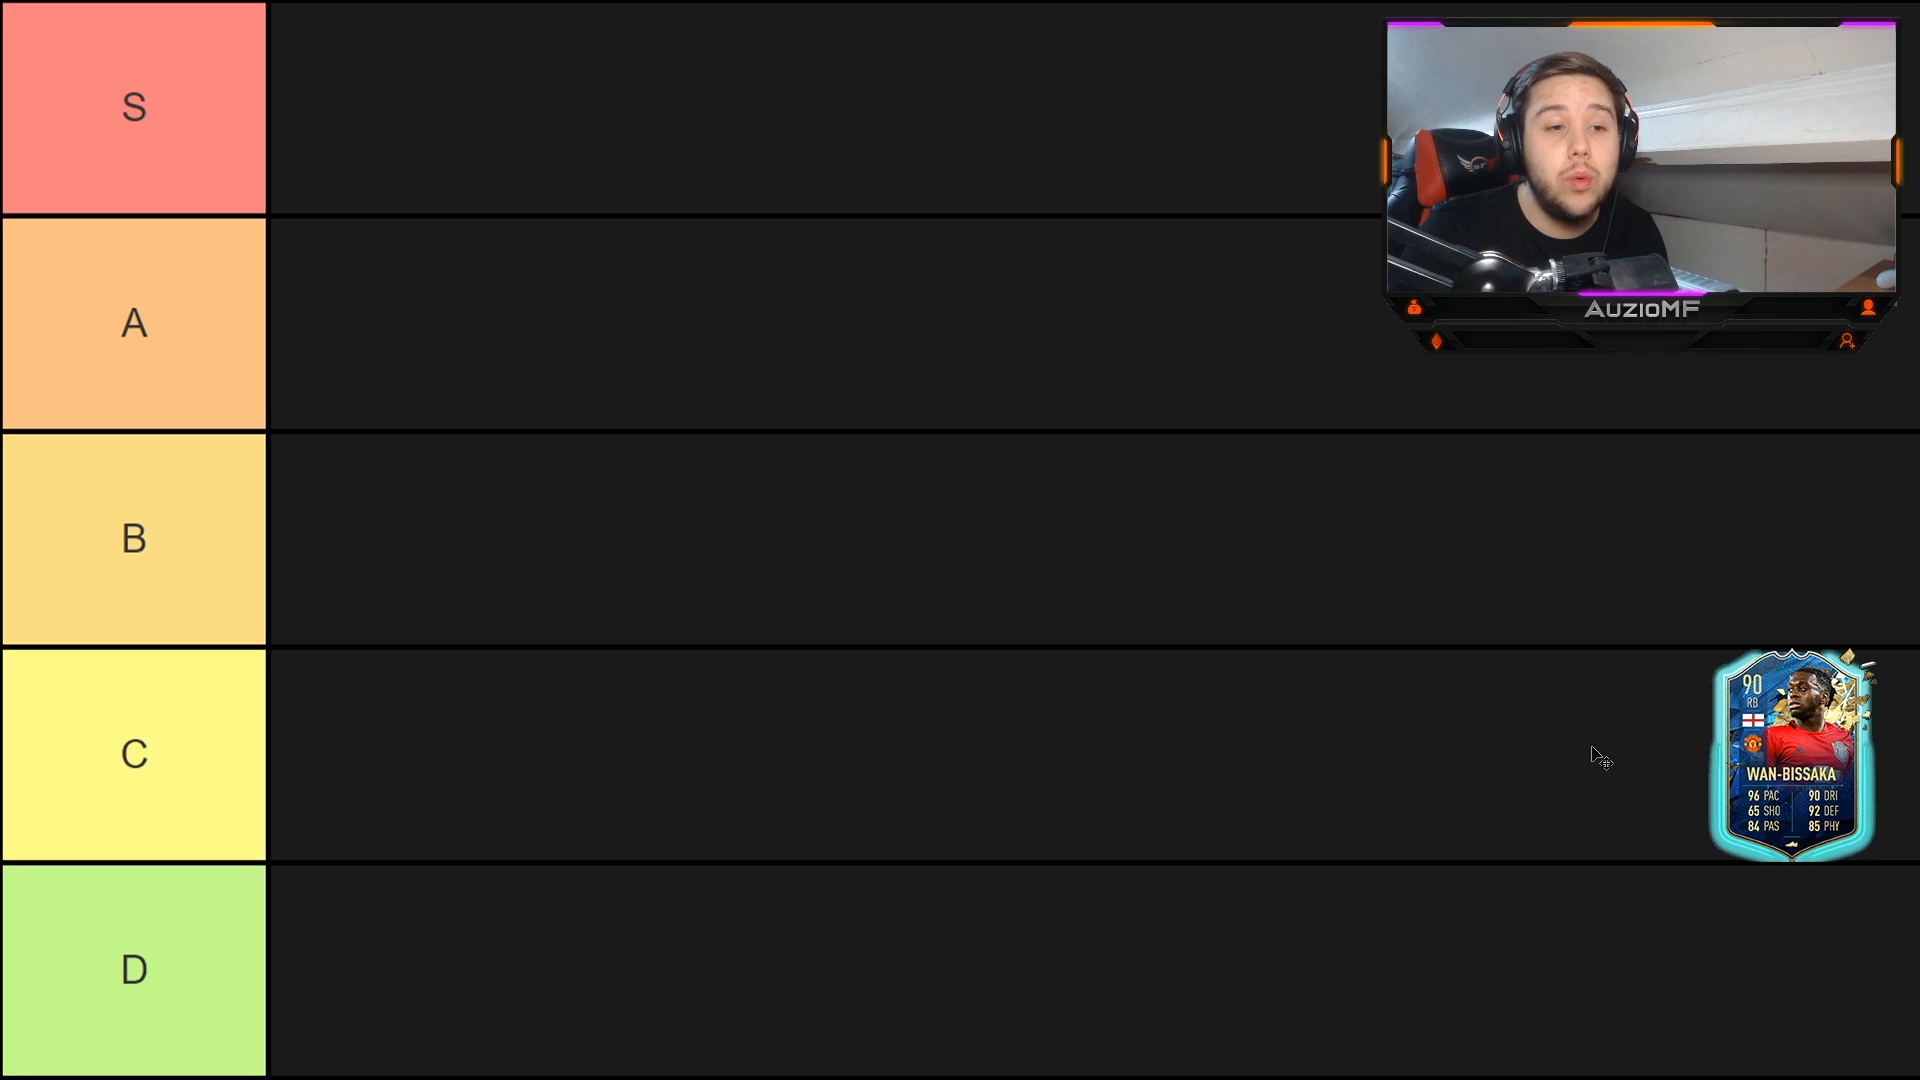 S
A
B
C
D
AuzioMF
90
RB
WAN-BISSAKA
96 PAC 90 DRI
65 SHO 92 DEF
84 PAS 85 PHY